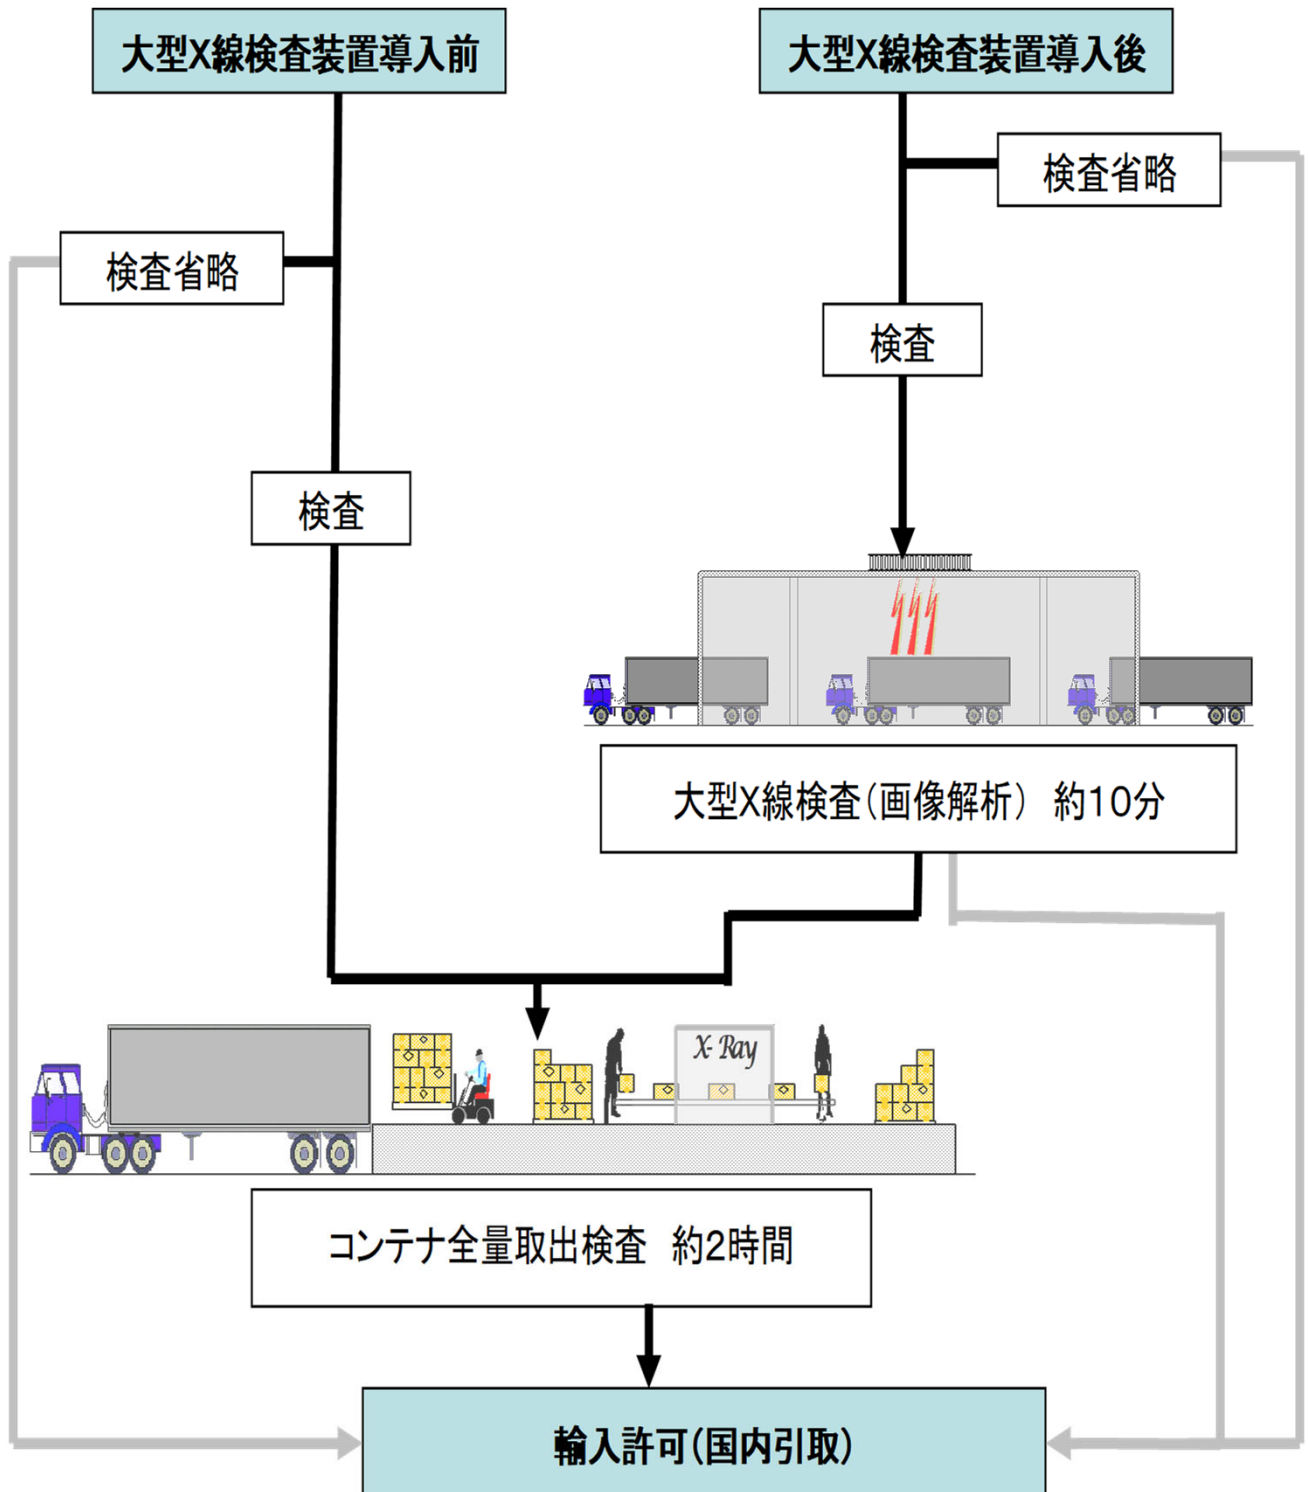 大型X線検査装置導入前
大型X線検査装置導入後
検査省略
検査省略
検査
検査
大型X線検査(画像解析) 約10分
X-Ray
コンテナ全量取出検査 約2時間
輸入許可(国内引取)